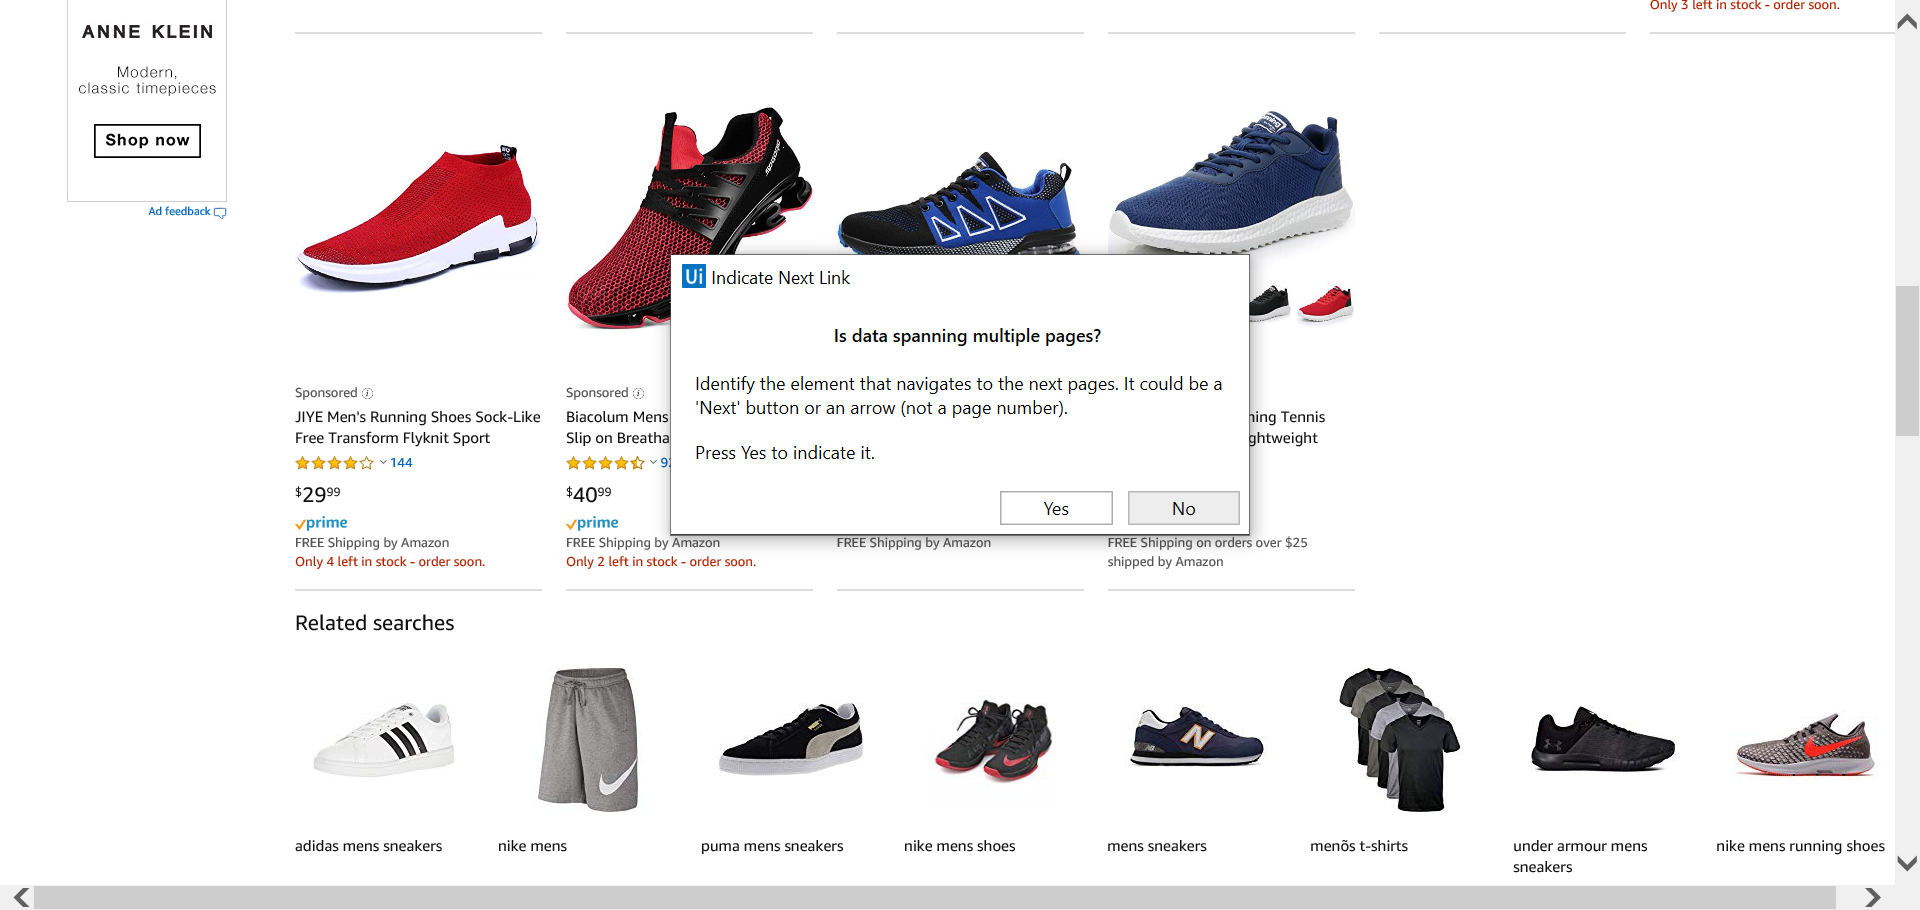 ANNE KLEIN
Modern,
classic timepieces
Shop now
Ad feedback
Only 3 left in stock - order soon.
Ui Indicate Next Link
Is data spanning multiple pages?
Identify the element that navigates to the next pages. It could be a
'Next' button or an arrow (not a page number).
Press Yes to indicate it.
Yes
No
Sponsored
JIYE Men's Running Shoes Sock-Like
Free Transform Flyknit Sport
144
$29 99
prime
FREE Shipping by Amazon
Only 4 left in stock - order soon.
Sponsored
Biacolum Mens
Slip on Breatha
$40 99
prime
FREE Shipping by Amazon
Only 2 left in stock - order soon.
FREE Shipping by Amazon
ning Tennis
ghtweight
FREE Shipping on orders over $25
shipped by Amazon
Related searches
adidas mens sneakers
nike mens
puma mens sneakers
nike mens shoes
mens sneakers
menõs t-shirts
under armour mens
sneakers
nike mens running shoes